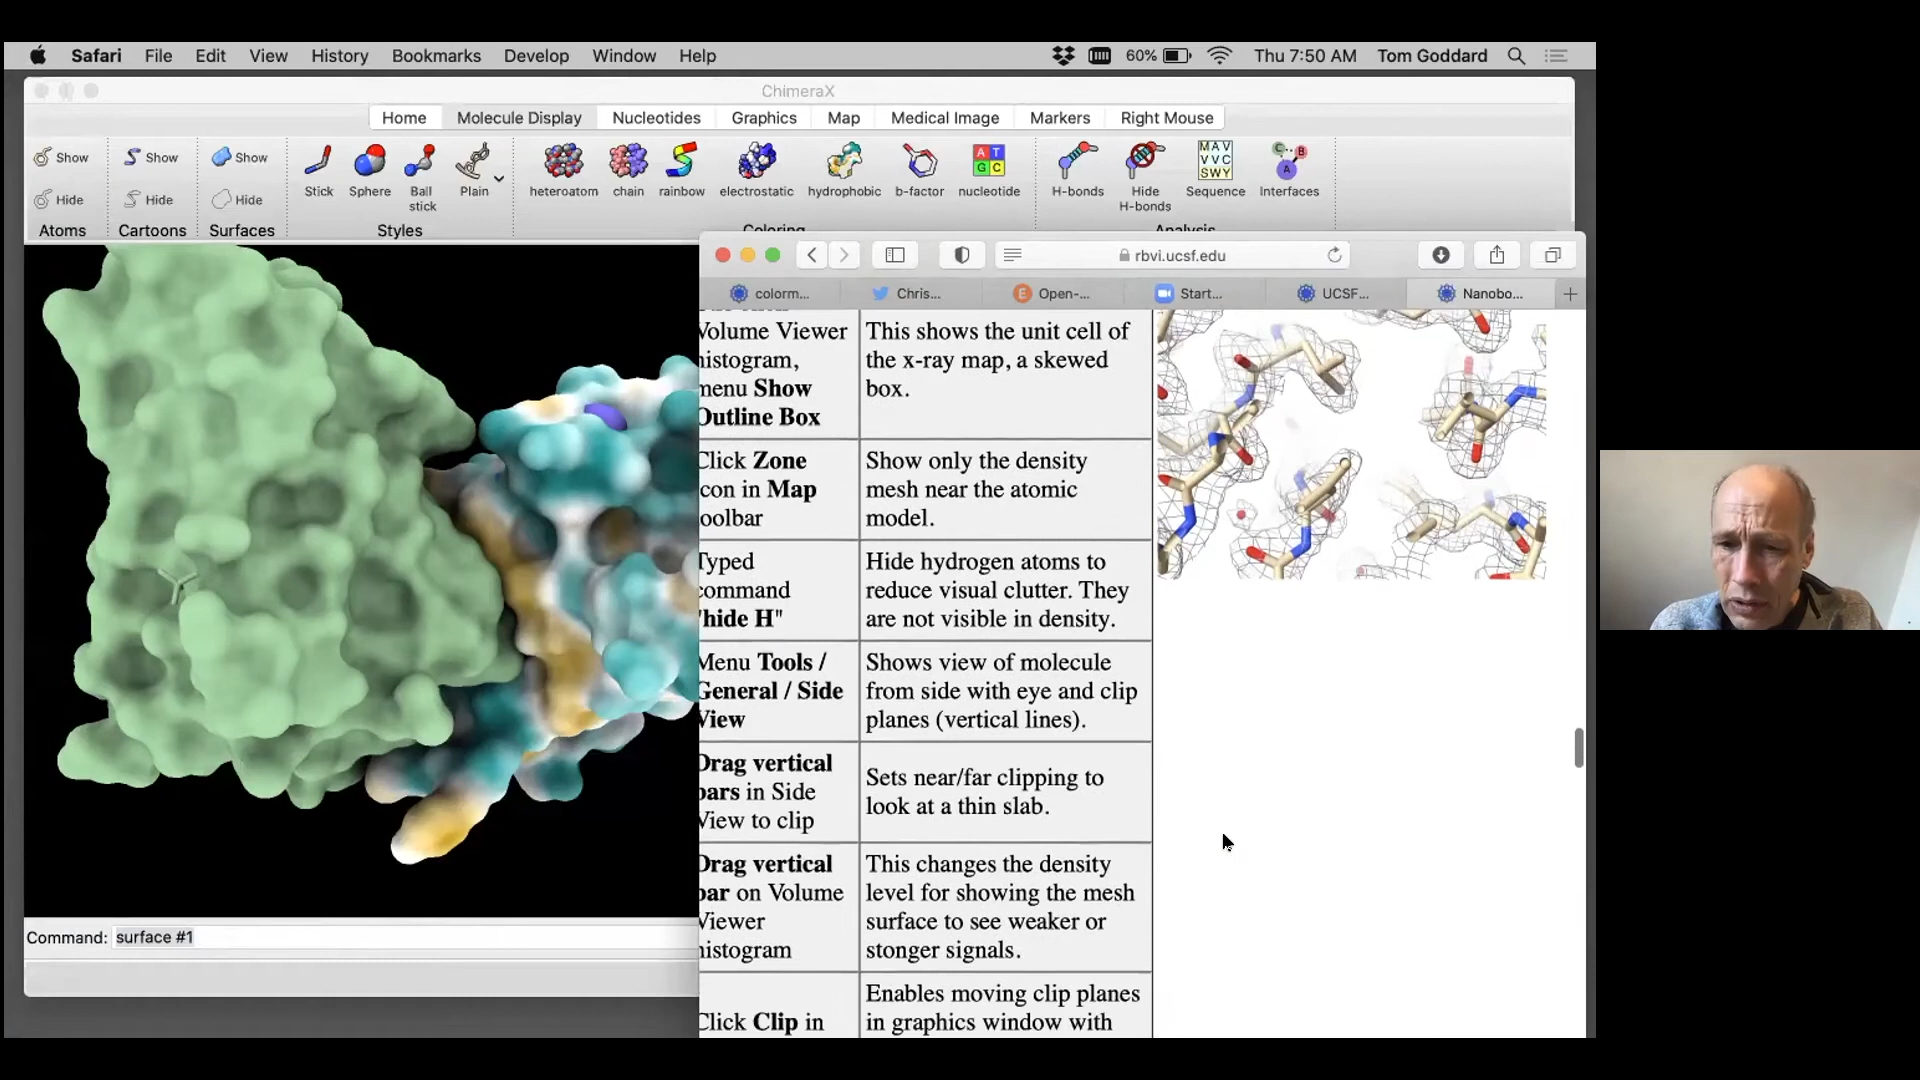 Safari File Edit View History Bookmarks Develop Window Help 60% Thu 7:50 AM Tom Goddard
ChimeraX
Home Molecule Display Nucleotides Graphics Map Medical Image Markers Right Mouse
Show Show Show
Hide Hide Hide
Atoms Cartoons Surfaces
Stick Sphere Ball stick Plain
Styles
heteroatom chain rainbow electrostatic hydrophobic b-factor nucleotide
A T
G C
Coloring
H-bonds Hide H-bonds Sequence Interfaces
M A V
V V C
S W Y
C B
A
Analysis
rbvi.ucsf.edu
colorm... Chris... Open-... Start... UCSF... Nanobo...
Volume Viewer
histogram,
menu Show
Outline Box
This shows the unit cell of
the x-ray map, a skewed
box.
Click Zone
icon in Map
toolbar
Show only the density
mesh near the atomic
model.
Typed
command
"hide H"
Hide hydrogen atoms to
reduce visual clutter. They
are not visible in density.
Menu Tools /
General / Side
View
Shows view of molecule
from side with eye and clip
planes (vertical lines).
Drag vertical
bars in Side
View to clip
Sets near/far clipping to
look at a thin slab.
Drag vertical
bar on Volume
Viewer
histogram
This changes the density
level for showing the mesh
surface to see weaker or
stonger signals.
Click Clip in
Enables moving clip planes
in graphics window with
Command: surface #1